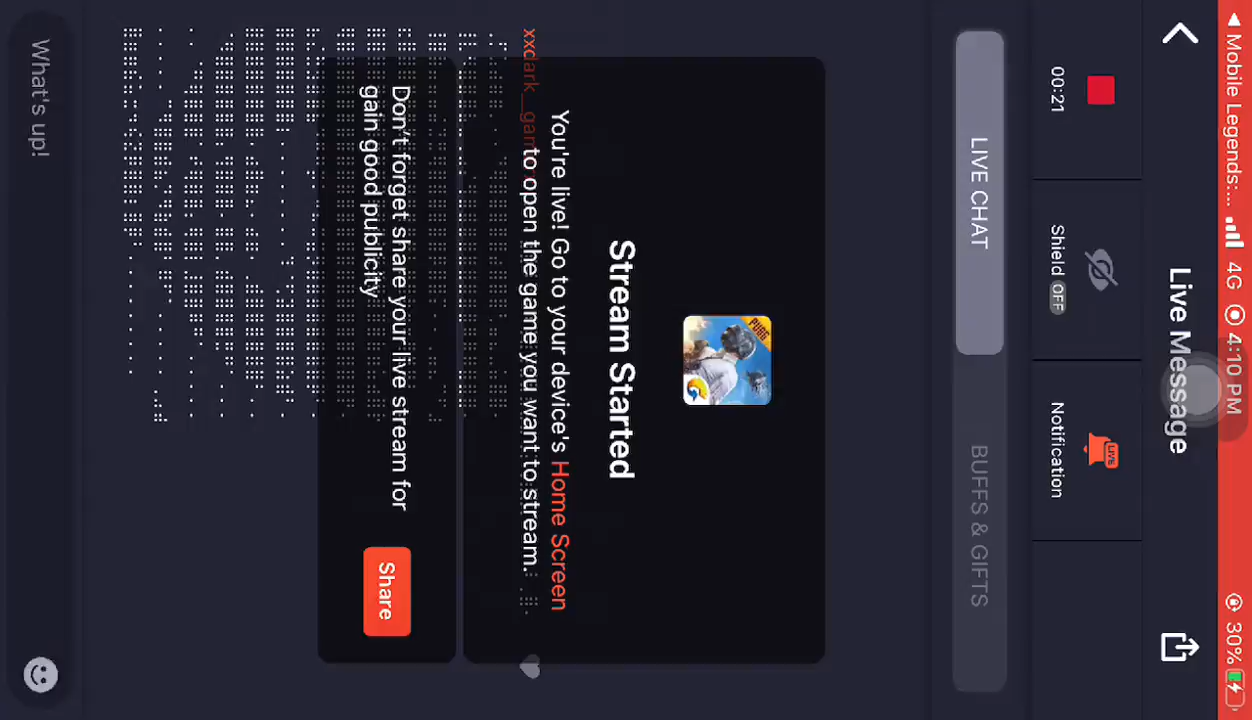 ◀ Mobile Legends:... 4G 4:10 PM 30%
Live Message
00:21
Shield OFF
LIVE
Notification
LIVE CHAT
BUFFS & GIFTS
PUBG
Stream Started
You're live! Go to your device's Home Screen
to open the game you want to stream.
Don't forget share your live stream for
gain good publicity
Share
What's up!